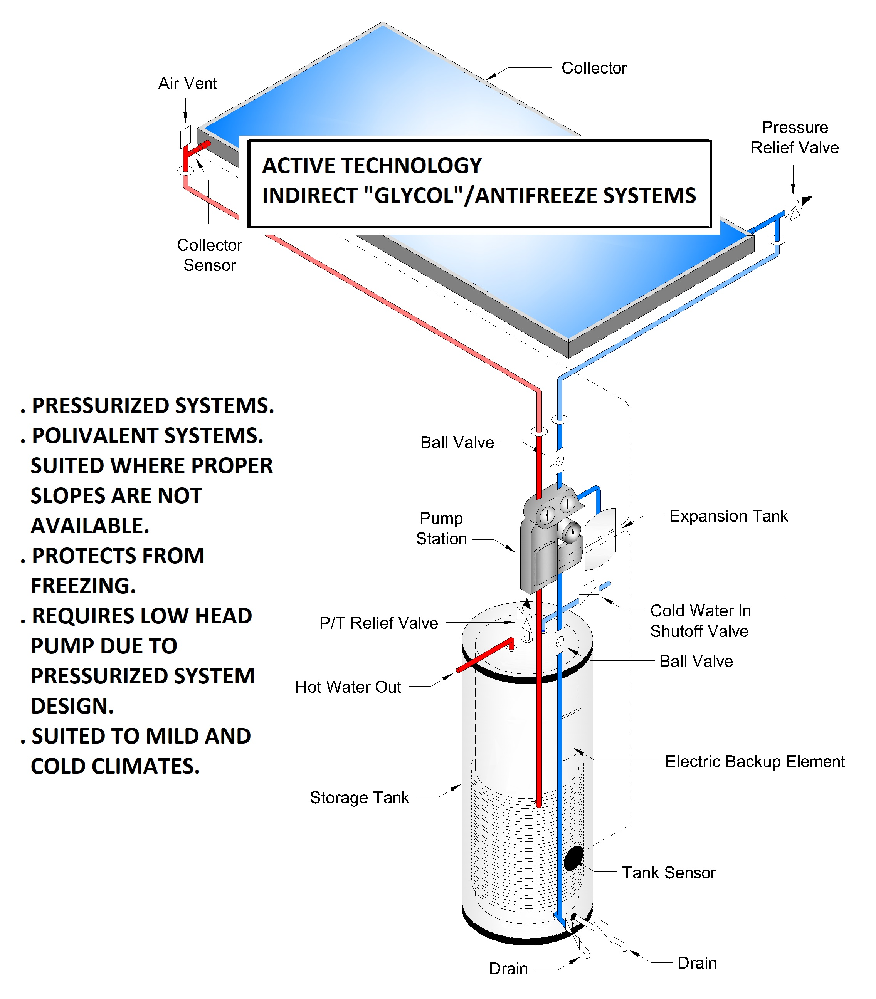 Collector
Air Vent
Pressure
Relief Valve
ACTIVE TECHNOLOGY
INDIRECT "GLYCOL"/ANTIFREEZE SYSTEMS
Collector
Sensor
. PRESSURIZED SYSTEMS.
. POLIVALENT SYSTEMS.
SUITED WHERE PROPER
SLOPES ARE NOT
AVAILABLE.
. PROTECTS FROM
FREEZING.
. REQUIRES LOW HEAD
PUMP DUE TO
PRESSURIZED SYSTEM
DESIGN.
. SUITED TO MILD AND
COLD CLIMATES.
Ball Valve
Pump
Station
Expansion Tank
P/T Relief Valve
Cold Water In
Shutoff Valve
Ball Valve
Hot Water Out
Electric Backup Element
Storage Tank
Tank Sensor
Drain
Drain